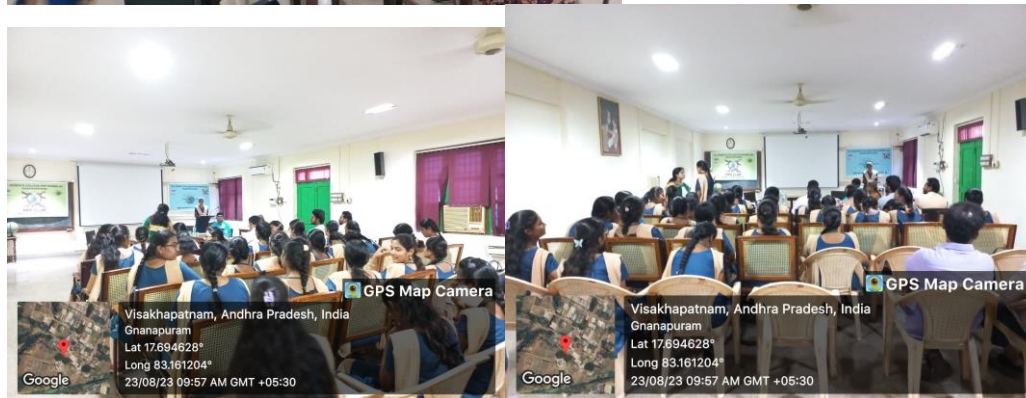 GPS Map Camera
Visakhapatnam, Andhra Pradesh, India
Gnanapuram
Lat 17.694628°
Long 83.161204°
23/08/23 09:57 AM GMT +05:30
Google
GPS Map Camera
Visakhapatnam, Andhra Pradesh, India
Gnanapuram
Lat 17.694628°
Long 83.161204°
23/08/23 09:57 AM GMT +05:30
Google